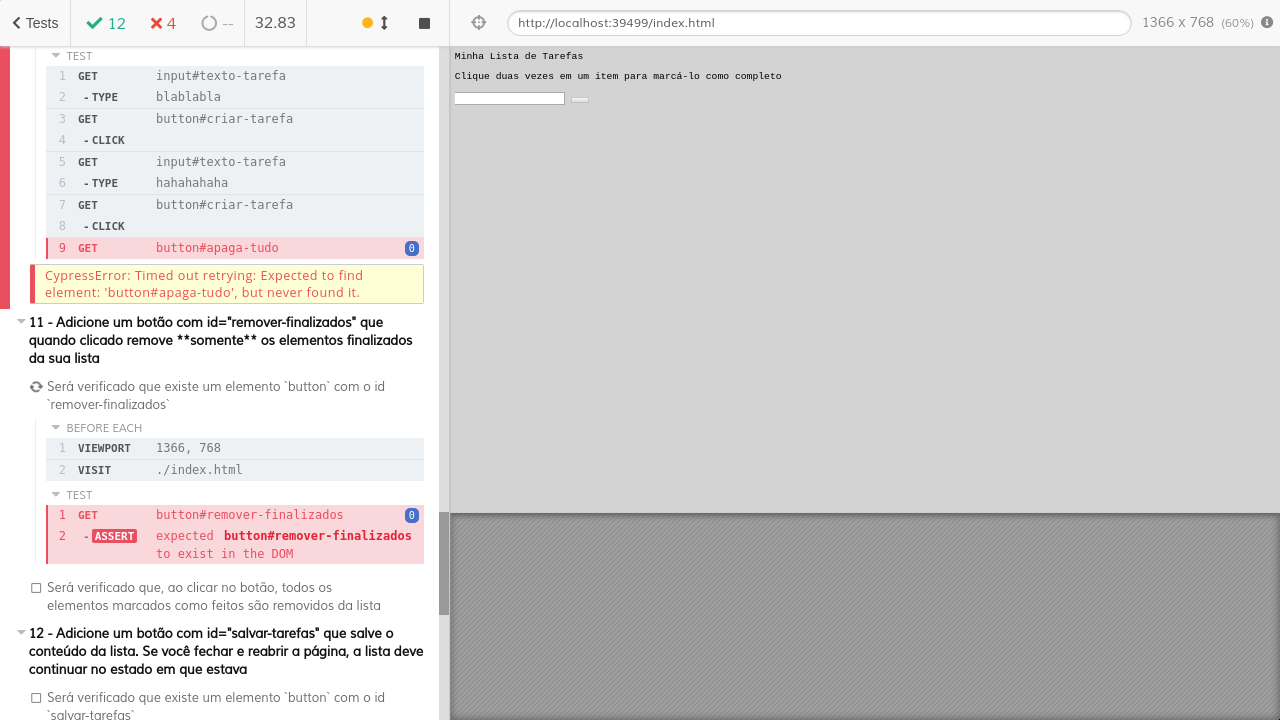 Tests 12 4 -- 32.83 http://localhost:39499/index.html 1366 x 768 (60%)
TEST
1 GET input#texto-tarefa
2 - TYPE blablabla
3 GET button#criar-tarefa
4 - CLICK
5 GET input#texto-tarefa
6 - TYPE hahahahaha
7 GET button#criar-tarefa
8 - CLICK
9 GET button#apaga-tudo 0
CypressError: Timed out retrying: Expected to find
element: 'button#apaga-tudo', but never found it.
11 - Adicione um botão com id="remover-finalizados" que
quando clicado remove **somente** os elementos finalizados
da sua lista
Será verificado que existe um elemento `button` com o id
`remover-finalizados`
BEFORE EACH
1 VIEWPORT 1366, 768
2 VISIT ./index.html
TEST
1 GET button#remover-finalizados 0
2 - ASSERT expected button#remover-finalizados
to exist in the DOM
Será verificado que, ao clicar no botão, todos os
elementos marcados como feitos são removidos da lista
12 - Adicione um botão com id="salvar-tarefas" que salve o
conteúdo da lista. Se você fechar e reabrir a página, a lista deve
continuar no estado em que estava
Será verificado que existe um elemento `button` com o id
`salvar-tarefas`
Minha Lista de Tarefas
Clique duas vezes em um item para marcá-lo como completo